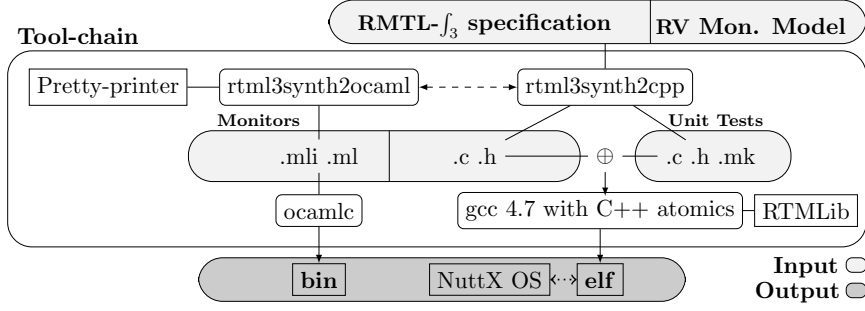 RMTL-∫₃ specification RV Mon. Model
Tool-chain
Pretty-printer rtml3synth2ocaml rtml3synth2cpp
Monitors Unit Tests
.mli .ml .c .h ⊕ .c .h .mk
ocamlc gcc 4.7 with C++ atomics RTMLib
Input
bin NuttX OS elf
Output